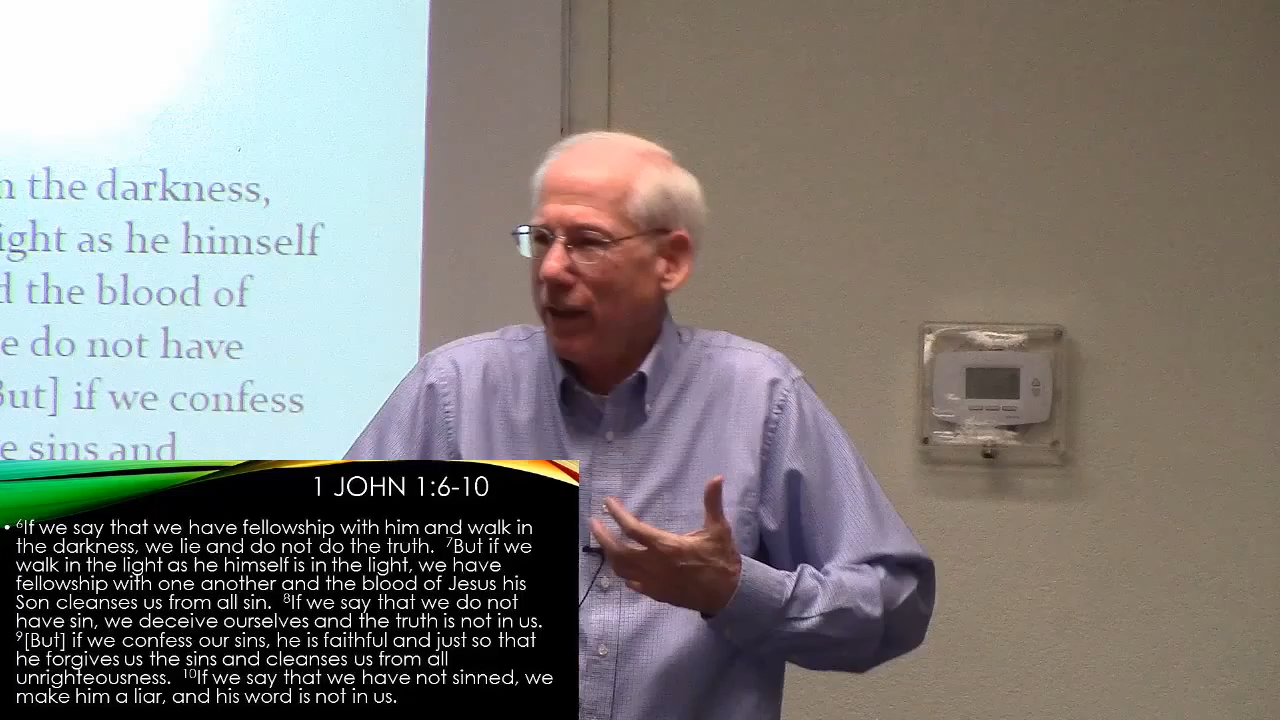 n the darkness,
ight as he himself
d the blood of
e do not have
But] if we confess
e sins and
1 JOHN 1:6-10
• ⁶If we say that we have fellowship with him and walk in
the darkness, we lie and do not do the truth. ⁷But if we
walk in the light as he himself is in the light, we have
fellowship with one another and the blood of Jesus his
Son cleanses us from all sin. ⁸If we say that we do not
have sin, we deceive ourselves and the truth is not in us.
⁹[But] if we confess our sins, he is faithful and just so that
he forgives us the sins and cleanses us from all
unrighteousness. ¹⁰If we say that we have not sinned, we
make him a liar, and his word is not in us.